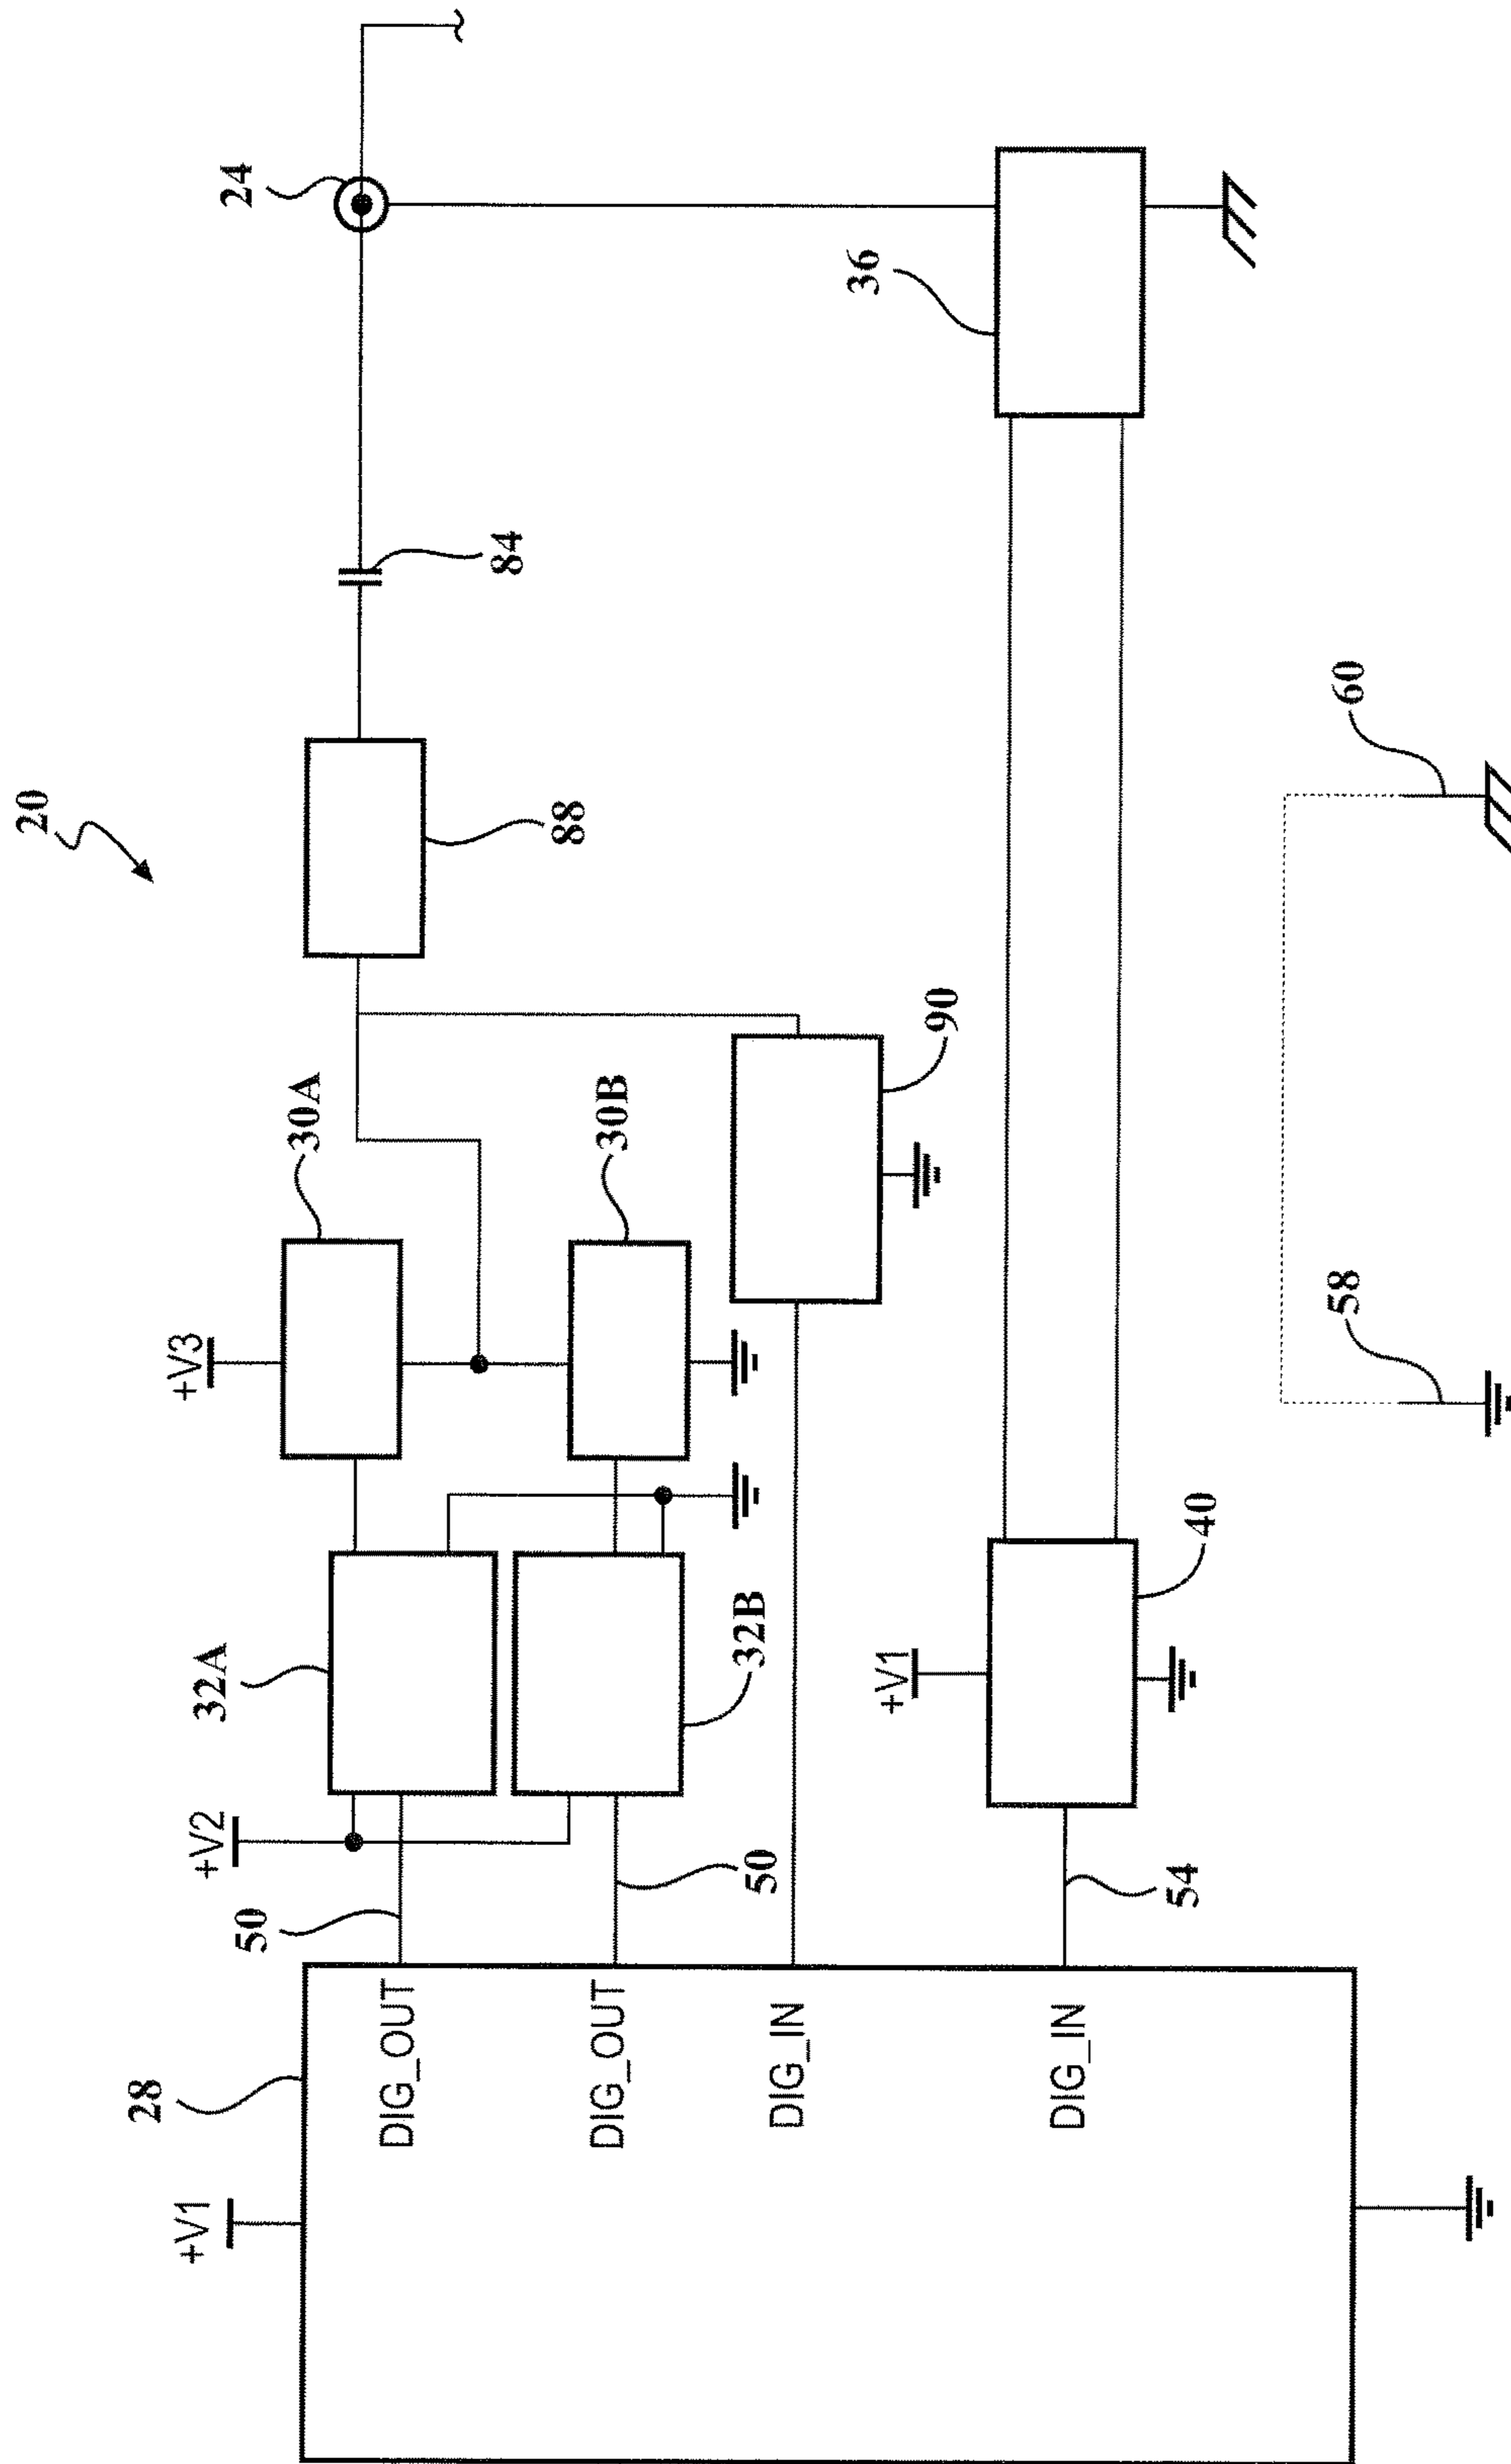 20
24
84
88
36
30A
+V3
30B
90
60
58
32A
32B
+V2
50
50
+V1
40
54
28
+V1
DIG_OUT
DIG_OUT
DIG_IN
DIG_IN